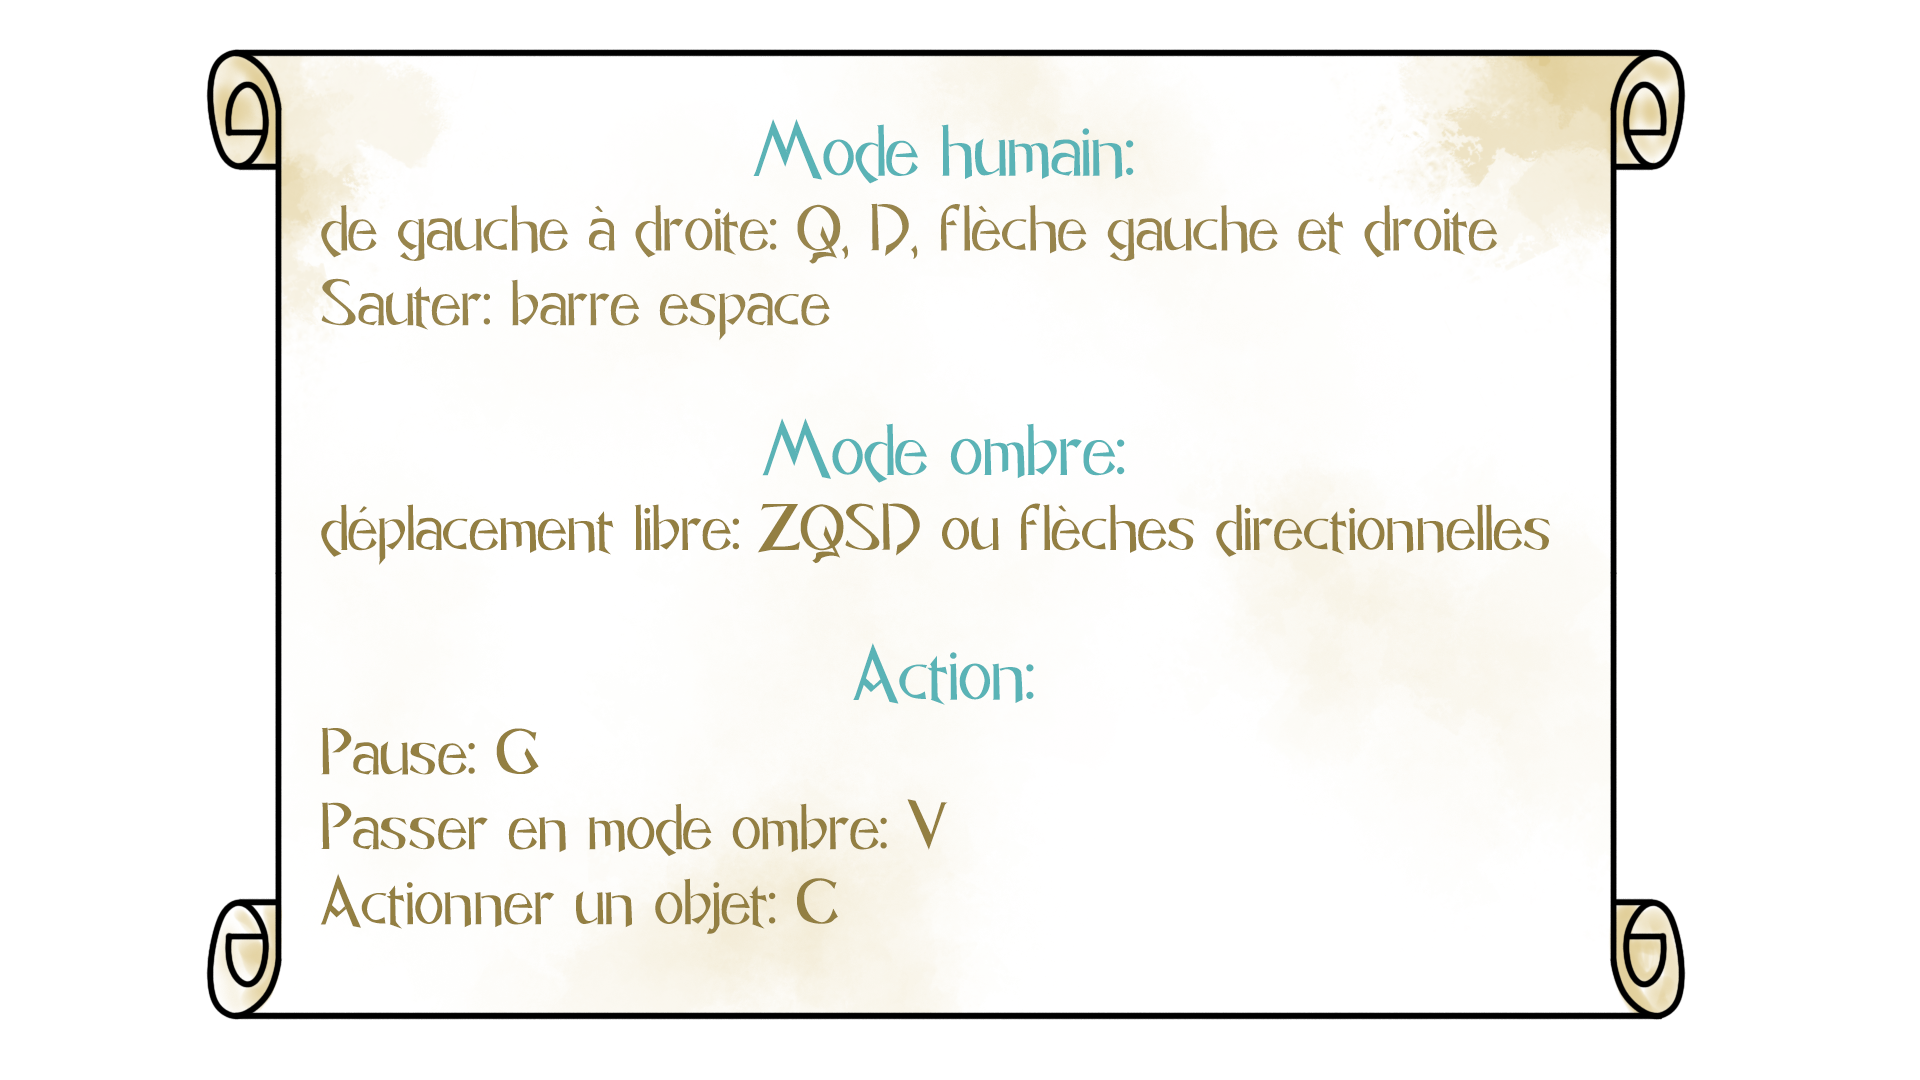 Mode humain:
de gauche à droite: Q, D, flèche gauche et droite
Sauter: barre espace
Mode ombre:
déplacement libre: ZQSD ou flèches directionnelles
Action:
Pause: G
Passer en mode ombre: V
Actionner un objet: C